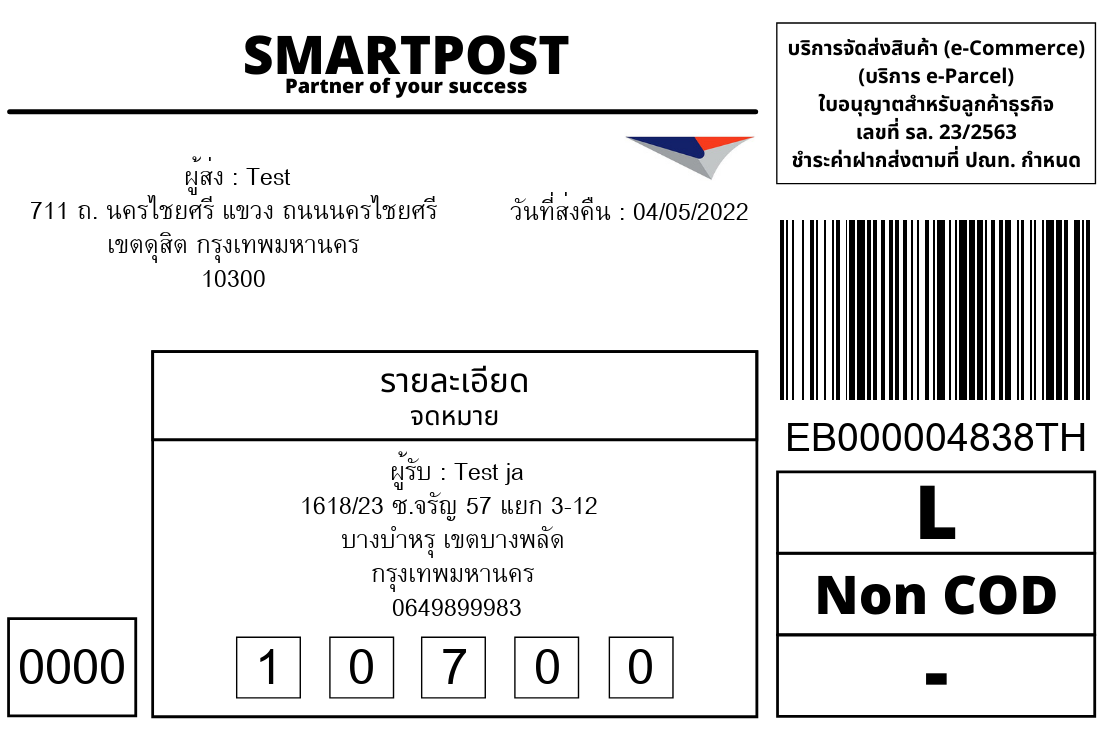 SMARTPOST
Partner of your success
บริการจัดส่งสินค้า (e-Commerce)
(บริการ e-Parcel)
ใบอนุญาตสำหรับลูกค้าธุรกิจ
เลขที่ รล. 23/2563
ชำระค่าฝากส่งตามที่ ปณท. กำหนด
ผู้ส่ง : Test
711 ถ. นครไชยศรี แขวง ถนนนครไชยศรี
เขตดุสิต กรุงเทพมหานคร
10300
วันที่ส่งคืน : 04/05/2022
EB000004838TH
รายละเอียด
จดหมาย
ผู้รับ : Test ja
1618/23 ซ.จรัญ 57 แยก 3-12
บางบำหรุ เขตบางพลัด
กรุงเทพมหานคร
0649899983
1 0 7 0 0
0000
L
Non COD
-